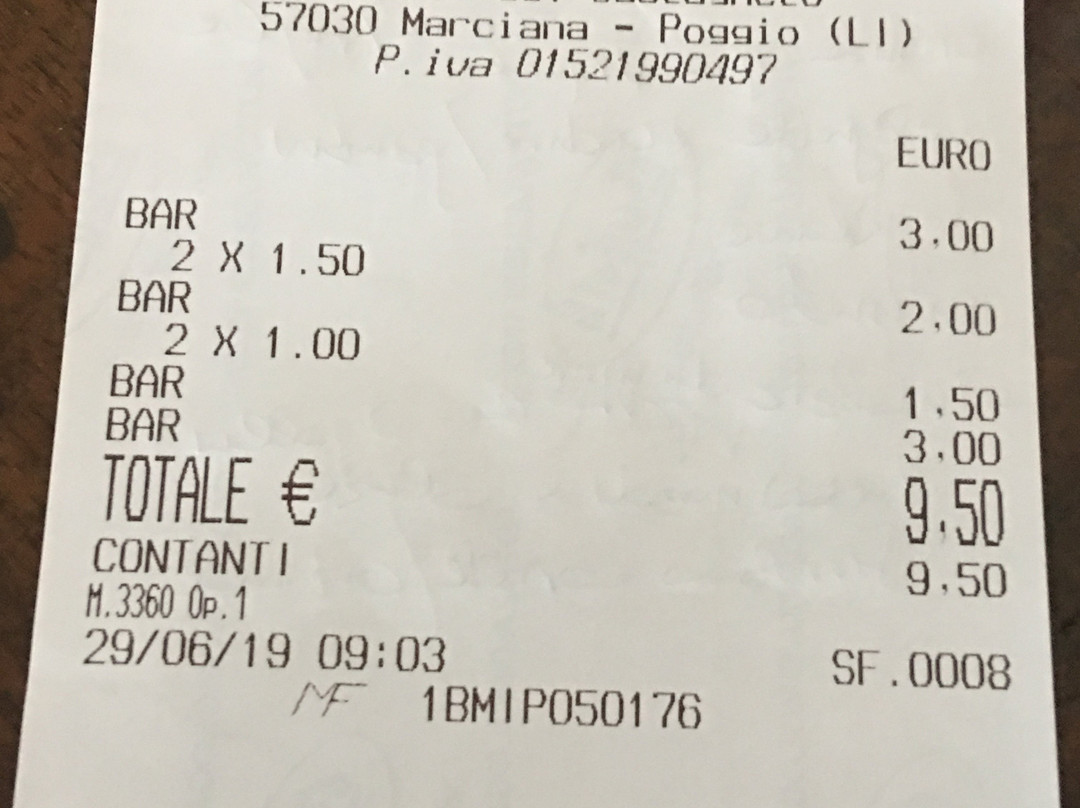 57030 Marciana - Poggio (LI)
P.iva 01521990497
EURO
BAR
2 X 1.50 3,00
BAR
2 X 1.00 2,00
BAR 1,50
BAR 3,00
TOTALE € 9,50
CONTANTI 9,50
M.3360 Op.1
29/06/19 09:03 SF.0008
MF 1BMIP050176